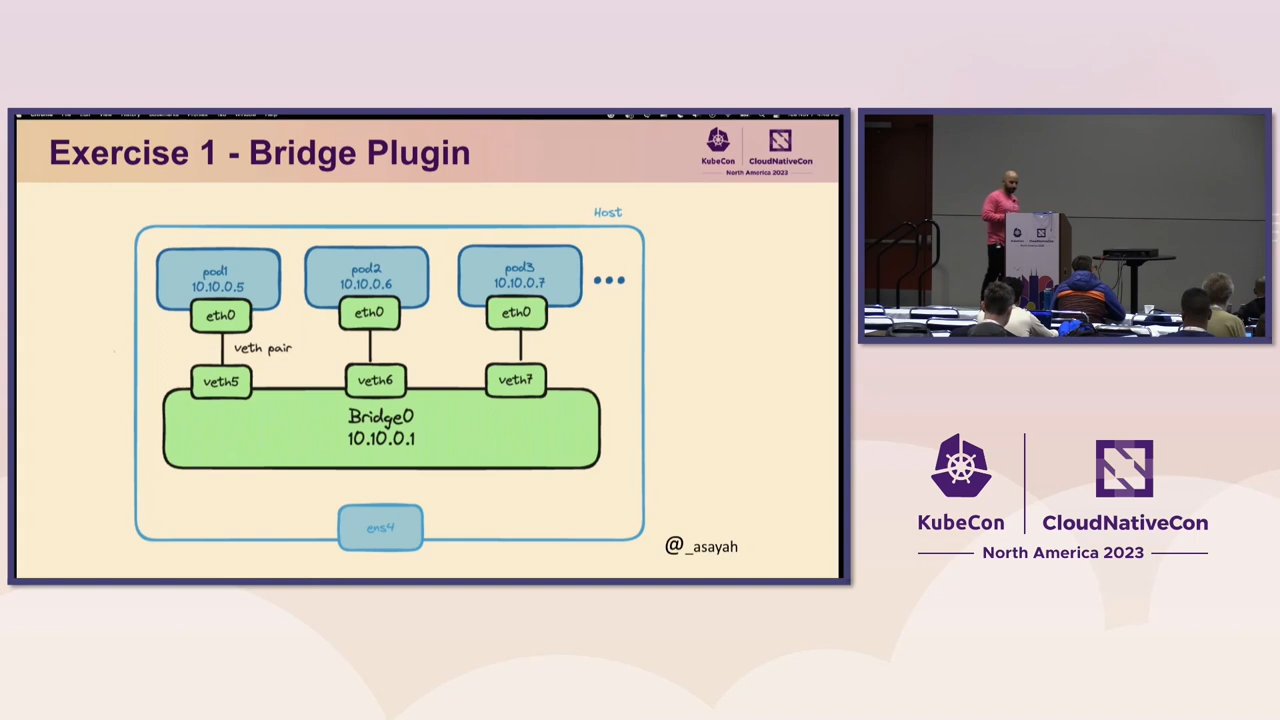 Exercise 1 - Bridge Plugin
KubeCon
CloudNativeCon
North America 2023
Host
pod1
10.10.0.5
pod2
10.10.0.6
pod3
10.10.0.7
eth0
eth0
eth0
veth pair
veth5
veth6
veth7
Bridge0
10.10.0.1
ens4
@_asayah
KubeCon
CloudNativeCon
North America 2023